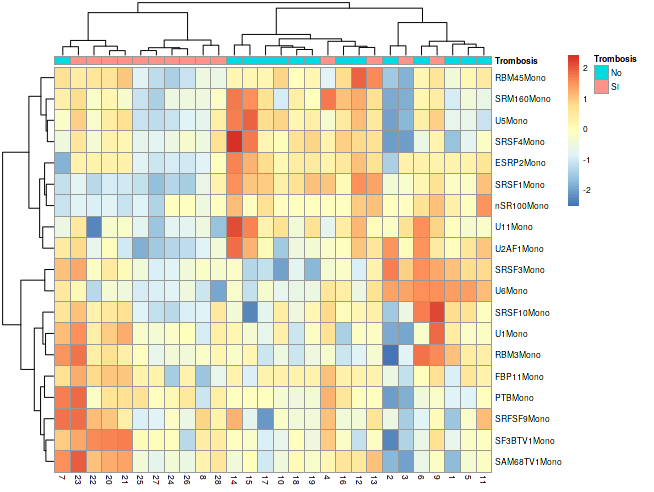 Trombosis
RBM45Mono
SRM160Mono
U5Mono
SRSF4Mono
ESRP2Mono
SRSF1Mono
nSR100Mono
U11Mono
U2AF1Mono
SRSF3Mono
U6Mono
SRSF10Mono
U1Mono
RBM3Mono
FBP11Mono
PTBMono
SRFSF9Mono
SF3BTV1Mono
SAM68TV1Mono
7 23 22 20 21 25 27 24 26 8 28 14 15 17 10 18 19 4 16 12 13 2 3 6 9 1 5 11
2
1
0
-1
-2
Trombosis
No
SI